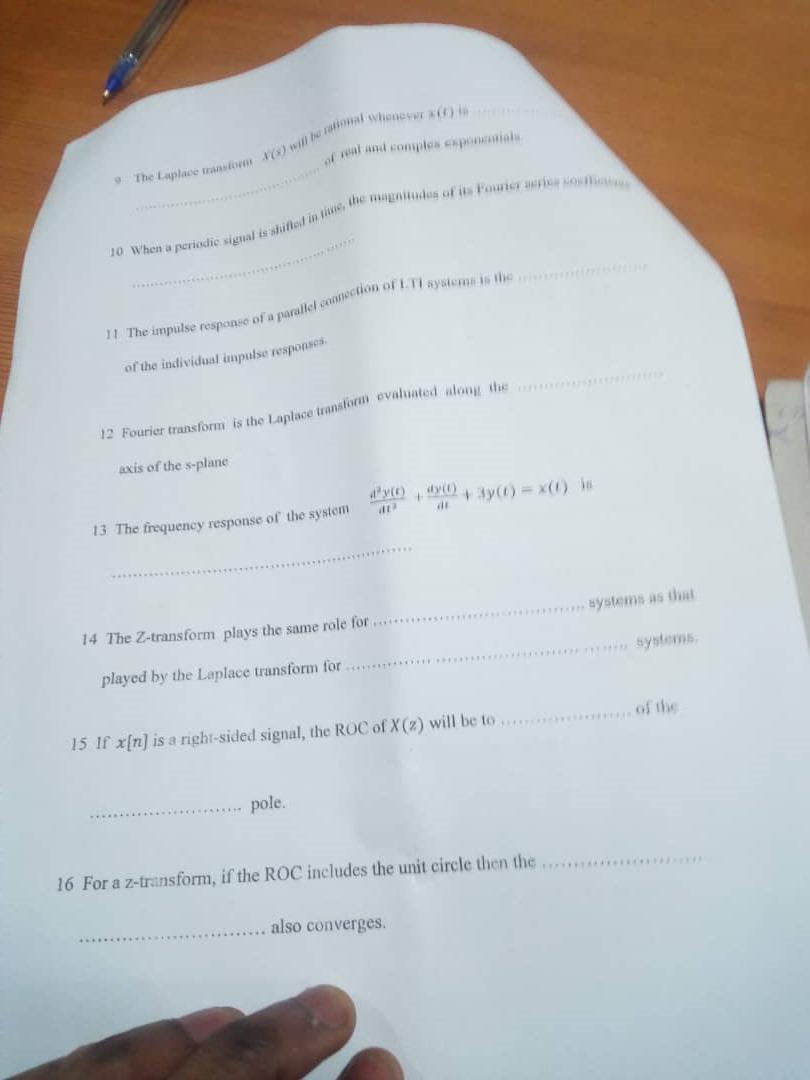 9 The Laplace transform X(s) will be rational whenever x(t) is ....................
.................................... of real and complex exponentials.
10 When a periodic signal is shifted in time, the magnitudes of its Fourier series coefficients
............................................
11 The impulse response of a parallel connection of LTI systems is the ............................
of the individual impulse responses.
12 Fourier transform is the Laplace transform evaluated along the ..............................
axis of the s-plane
13 The frequency response of the system d²y(t)/dt² + dy(t)/dt + 3y(t) = x(t) is
......................................................
14 The Z-transform plays the same role for ...................................... systems as that
played by the Laplace transform for .................................................... systems.
15 If x[n] is a right-sided signal, the ROC of X(z) will be to ........................ of the
............................ pole.
16 For a z-transform, if the ROC includes the unit circle then the ............................
................................. also converges.